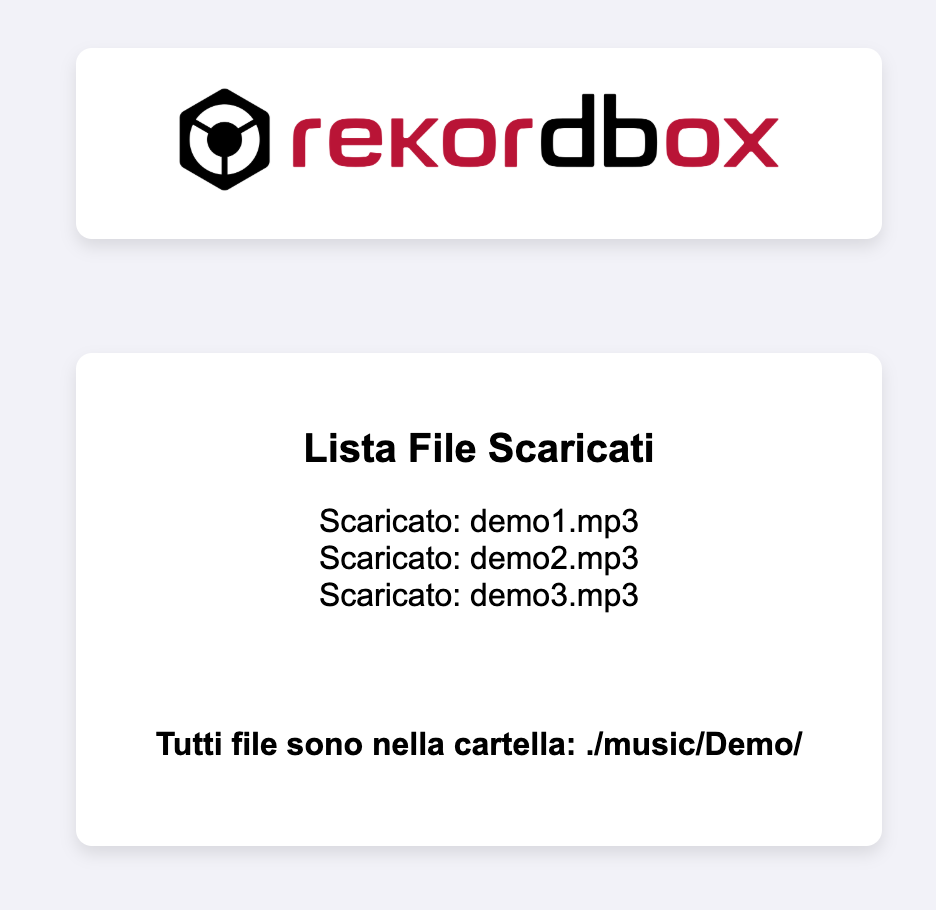 rekordbox
Lista File Scaricati
Scaricato: demo1.mp3
Scaricato: demo2.mp3
Scaricato: demo3.mp3
Tutti file sono nella cartella: ./music/Demo/